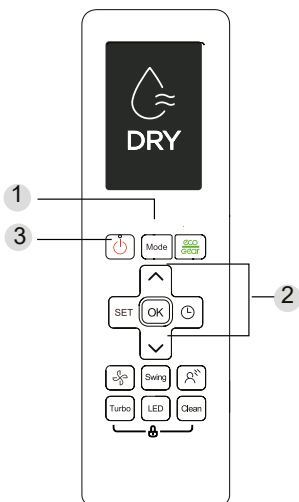 DRY
1
3
Mode
eco
GEAR
2
SET
OK
Swing
Turbo
LED
Clean